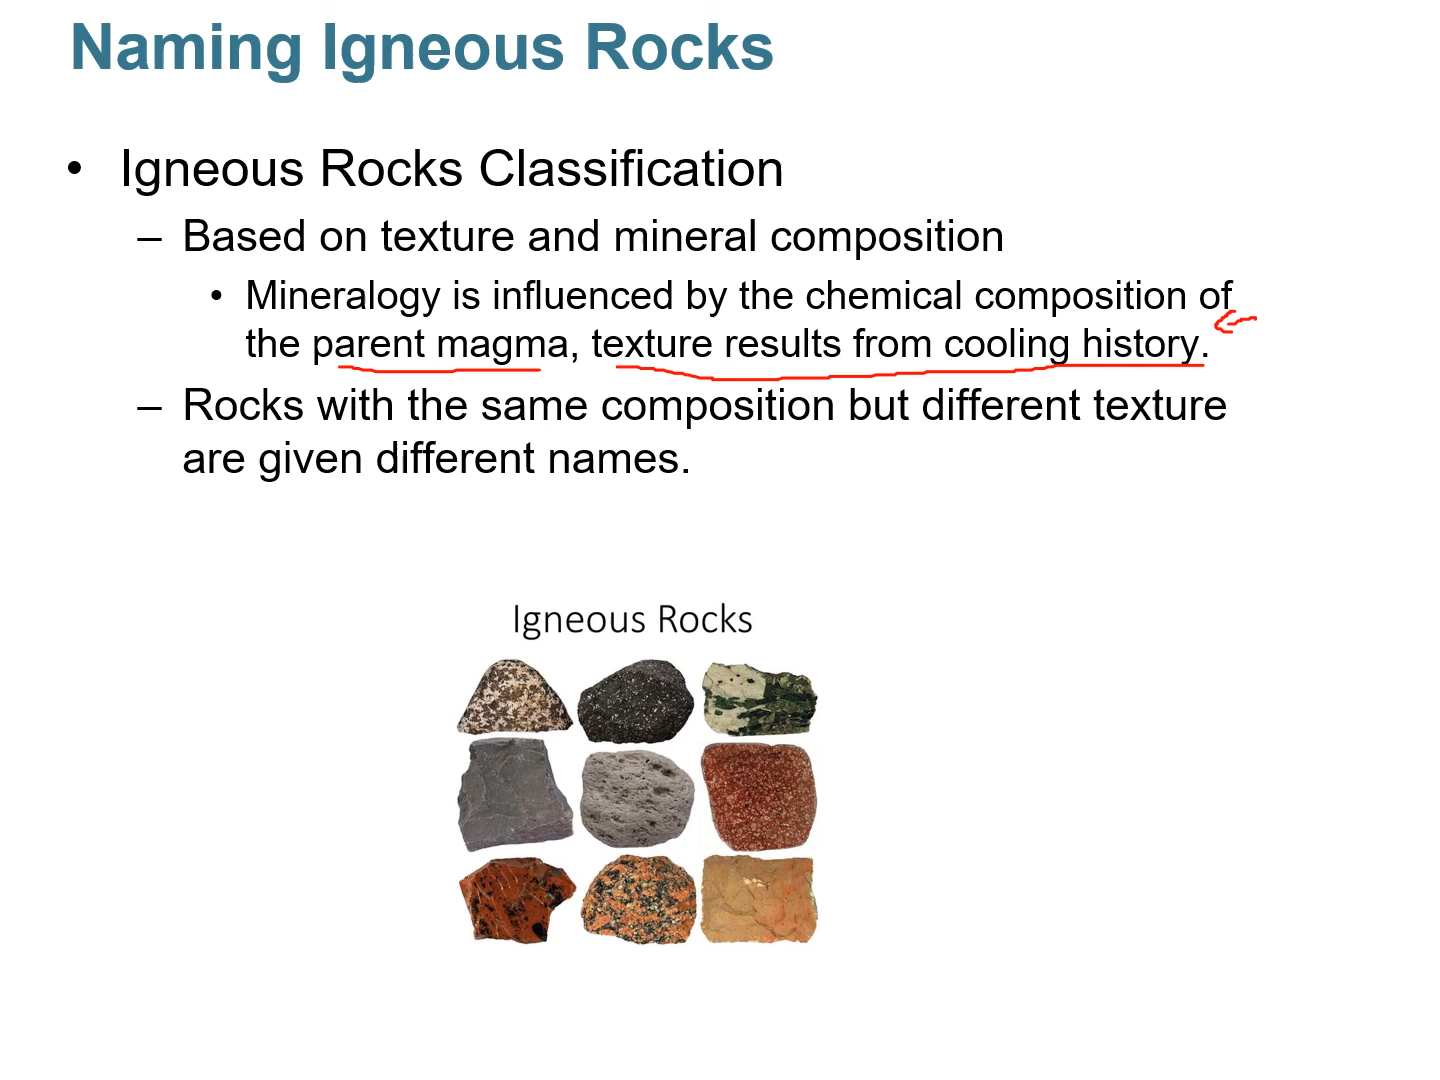 Naming Igneous Rocks
• Igneous Rocks Classification
– Based on texture and mineral composition
• Mineralogy is influenced by the chemical composition of
the parent magma, texture results from cooling history.
– Rocks with the same composition but different texture
are given different names.
Igneous Rocks